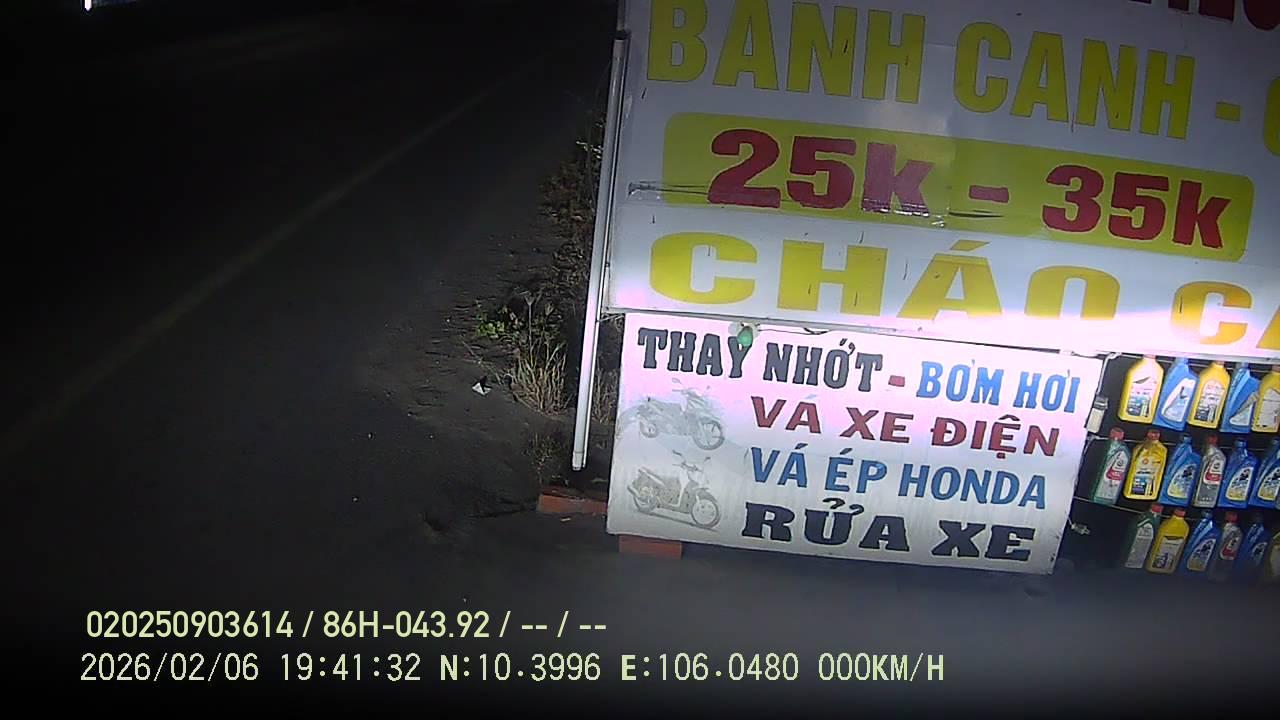 BÁNH CANH -
25k - 35k
CHÁO
THAY NHỚT - BƠM HƠI
VÁ XE ĐIỆN
VÁ ÉP HONDA
RỬA XE
020250903614 / 86H-043.92 / -- / --
2026/02/06 19:41:32 N:10.3996 E:106.0480 000KM/H